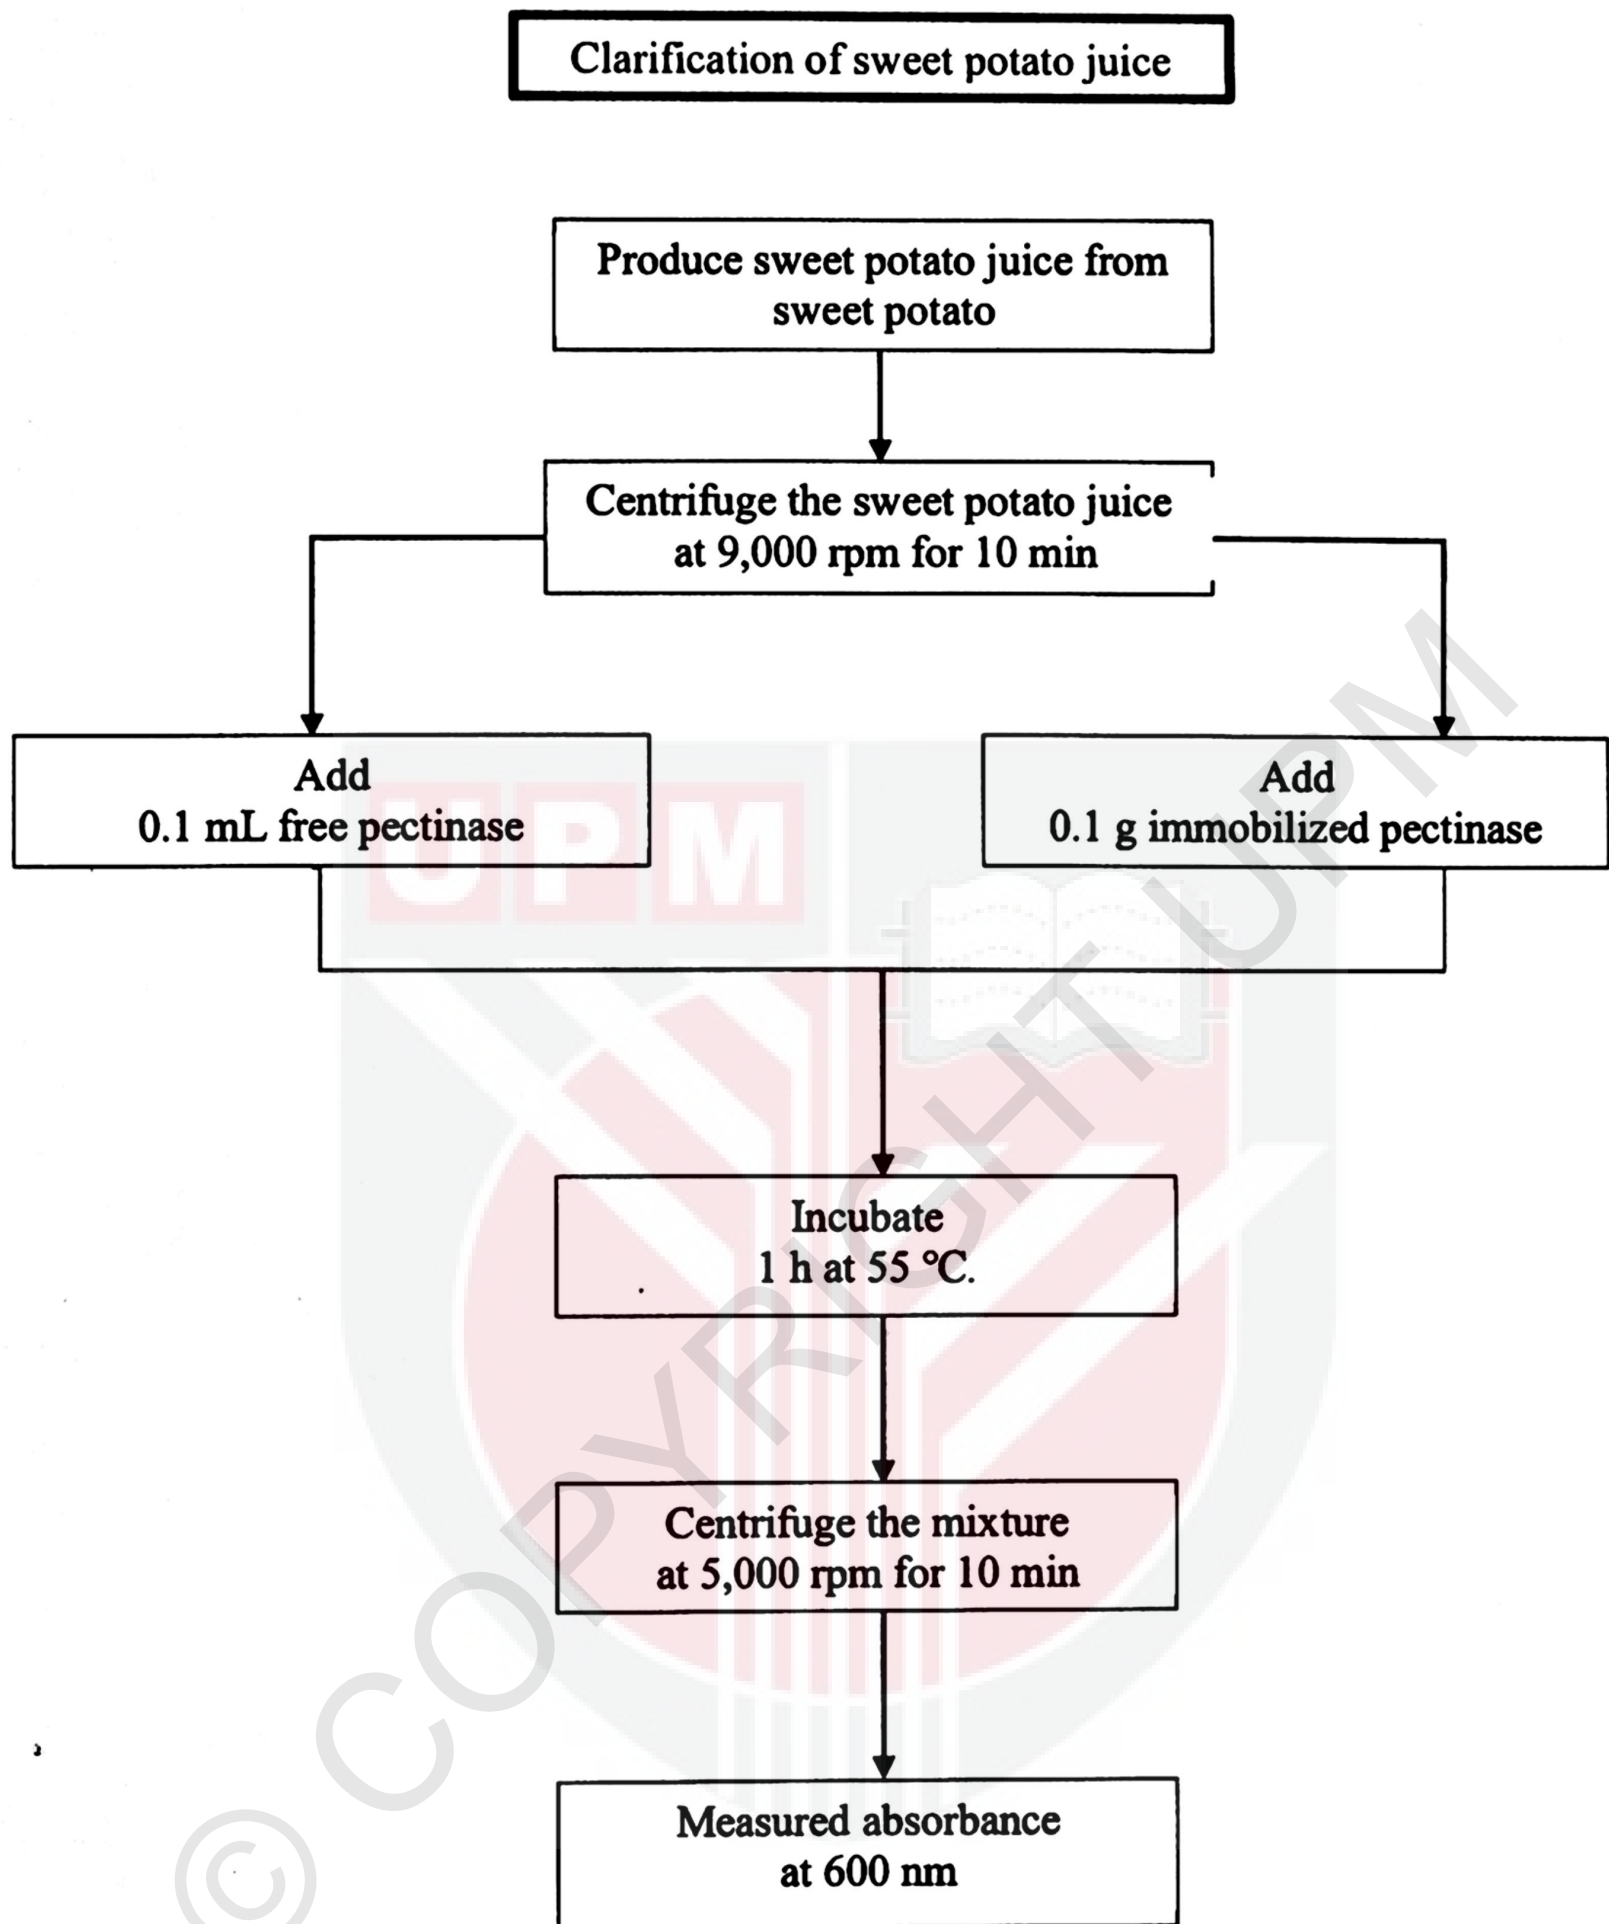 Clarification of sweet potato juice
Produce sweet potato juice from
sweet potato
Centrifuge the sweet potato juice
at 9,000 rpm for 10 min
Add
0.1 mL free pectinase
Add
0.1 g immobilized pectinase
UPM
Incubate
1 h at 55 °C.
Centrifuge the mixture
at 5,000 rpm for 10 min
Measured absorbance
at 600 nm
© COPYRIGHT UPM